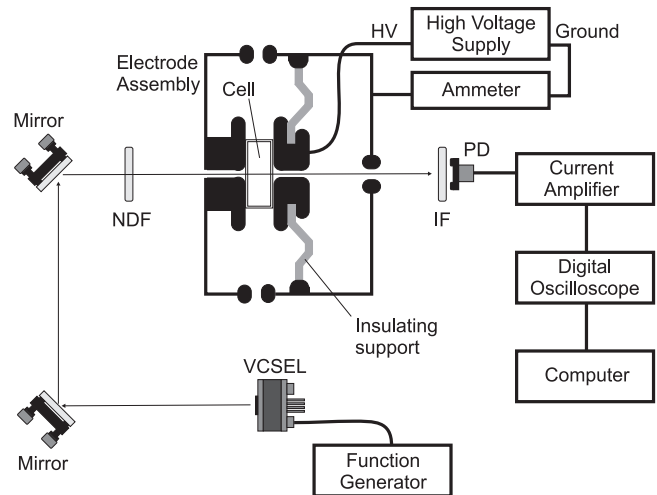 HV
High Voltage
Supply
Ground
Electrode
Assembly
Cell
Ammeter
Mirror
PD
Current
Amplifier
NDF
IF
Digital
Oscilloscope
Insulating
support
VCSEL
Computer
Mirror
Function
Generator